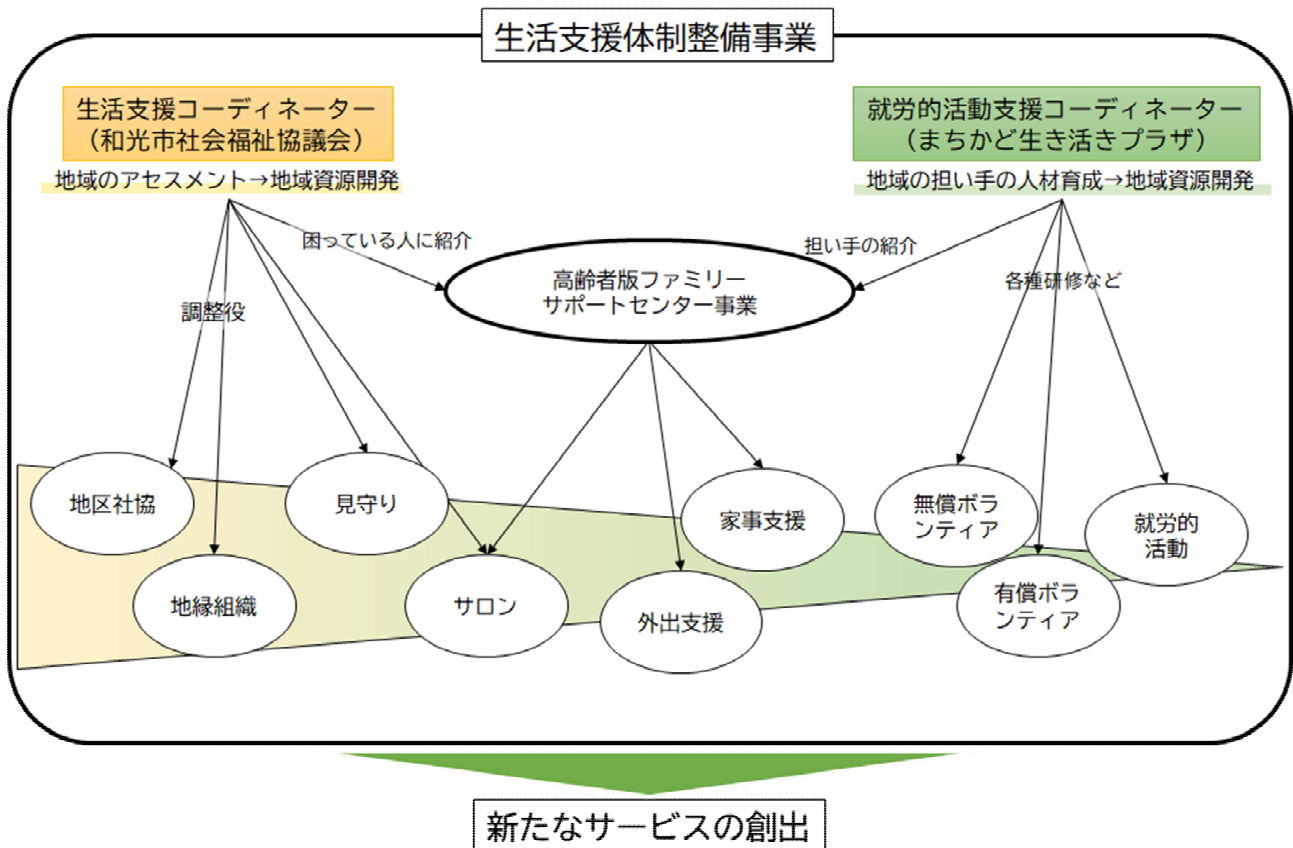 生活支援体制整備事業
生活支援コーディネーター
（和光市社会福祉協議会）
地域のアセスメント→地域資源開発
就労的活動支援コーディネーター
（まちかど生き活きプラザ）
地域の担い手の人材育成→地域資源開発
困っている人に紹介
担い手の紹介
高齢者版ファミリー
サポートセンター事業
調整役
各種研修など
地区社協
見守り
家事支援
無償ボラ
ンティア
就労的
活動
地縁組織
サロン
外出支援
有償ボラ
ンティア
新たなサービスの創出